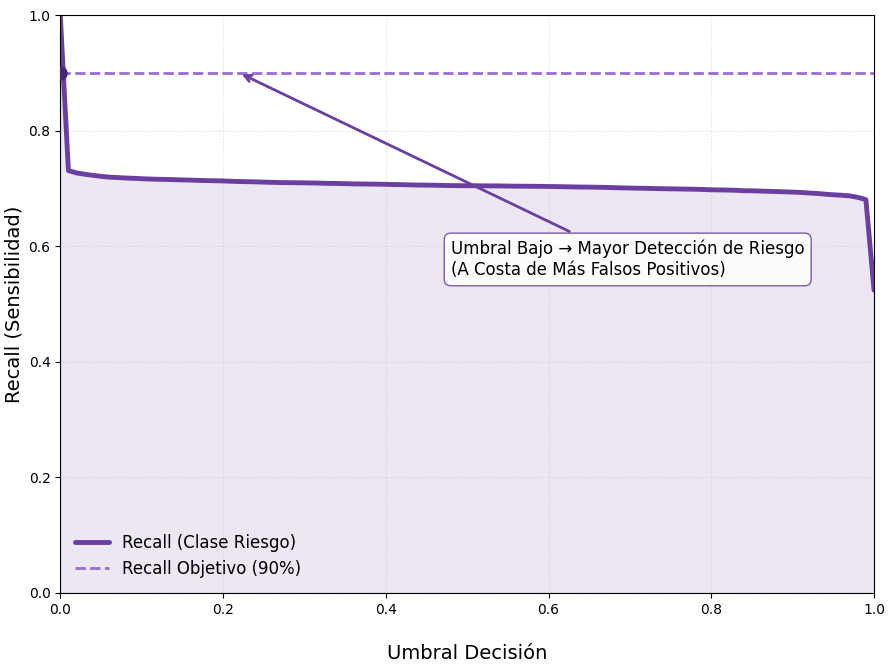 1.0
0.8
0.6
0.4
0.2
0.0
Recall (Sensibilidad)
Umbral Bajo → Mayor Detección de Riesgo
(A Costa de Más Falsos Positivos)
Recall (Clase Riesgo)
Recall Objetivo (90%)
0.0 0.2 0.4 0.6 0.8 1.0
Umbral Decisión